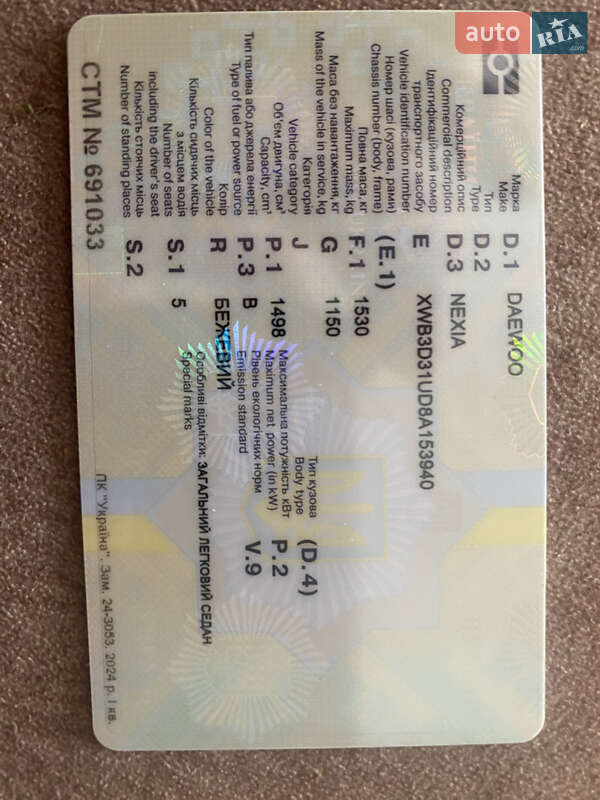 auto RIA .com
Марка D.1 DAEWOO
Make
Тип D.2
Type
Комерційний опис D.3 NEXIA
Commercial description
Ідентифікаційний номер E XWB3D31UD8A153940
транспортного засобу
Vehicle identification number
Номер шасі (кузова, рами) (E.1)
Chassis number (body, frame)
Повна маса, кг F.1 1530
Maximum mass, kg
Маса без навантаження, кг G 1150
Mass of the vehicle in service, kg
Категорія J
Vehicle category
Тип кузова (D.4)
Body type
Об'єм двигуна, см³ P.1 1498
Capacity, cm³
Максимальна потужність кВт P.2
Maximum net power (in kW)
Тип палива або джерела енергії P.3 B
Type of fuel or power source
Рівень екологічних норм V.9
Emission standard
Колір R БЕЖЕВИЙ
Color of the vehicle
Особливі відмітки: ЗАГАЛЬНИЙ ЛЕГКОВИЙ СЕДАН
Special marks
Кількість сидячих місць S.1 5
з місцем водія
Number of seats
including the driver's seat
Кількість стоячих місць S.2
Number of standing places
СТМ № 691033
ПК "Україна". Зам. 24-3053. 2024 р. I кв.